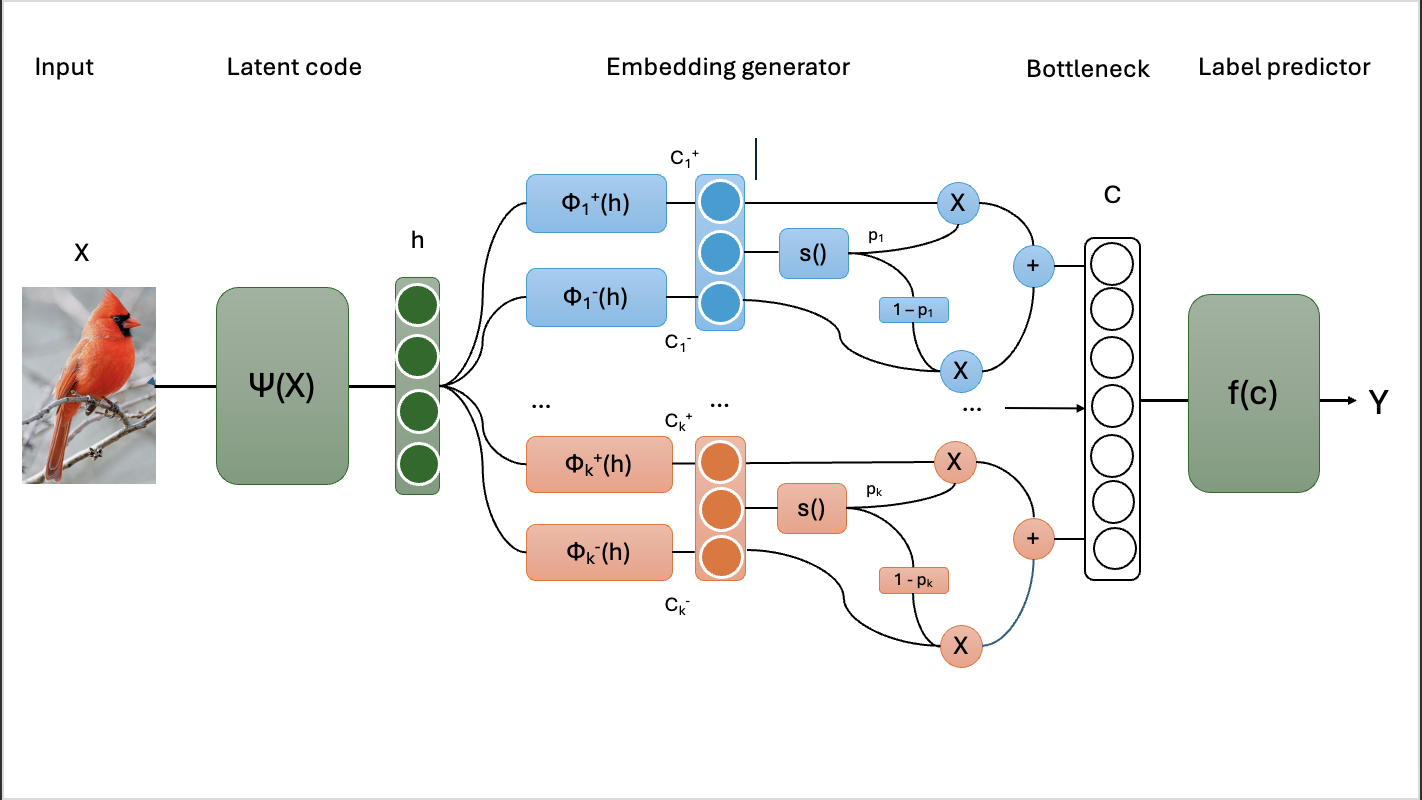 Input
Latent code
Embedding generator
Bottleneck
Label predictor
X
Ψ(X)
h
Φ₁⁺(h)
Φ₁⁻(h)
C₁⁺
C₁⁻
s()
p₁
1 – p₁
X
X
+
...
...
...
Φₖ⁺(h)
Φₖ⁻(h)
Cₖ⁺
Cₖ⁻
s()
pₖ
1 - pₖ
X
X
+
C
f(c)
Y